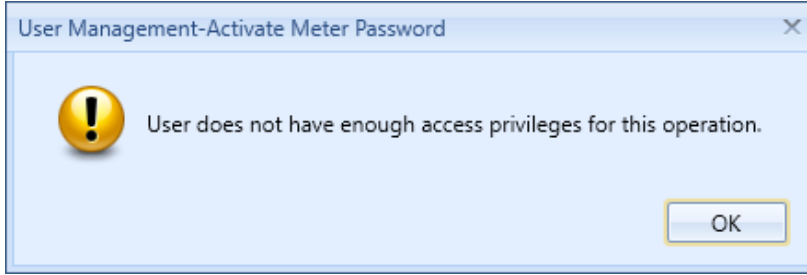 User Management-Activate Meter Password
User does not have enough access privileges for this operation.
OK